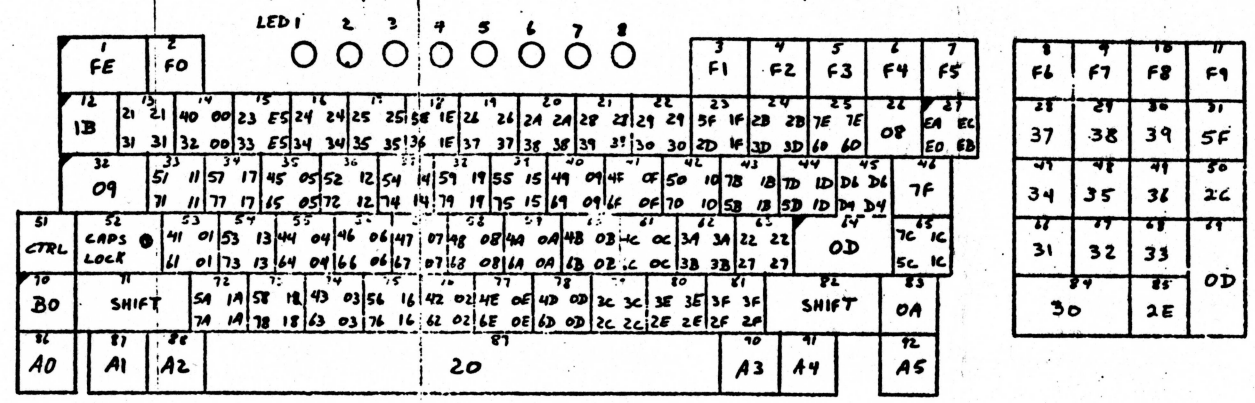 LED 1 2 3 4 5 6 7 8
1 2 3 4 5 6 7 8 9 10 11
FE F0 F1 F2 F3 F4 F5 F6 F7 F8 F9
12 13 14 15 16 17 18 19 20 21 22 23 24 25 26 27 28 29 30 31
21 21 40 00 23 E5 24 24 25 25 5E 1E 26 26 2A 2A 28 28 29 29 5F 1F 2B 2B 7E 7E EA EC
1B 08 37 38 39 5F
31 31 32 00 33 E5 34 34 35 35 36 1E 37 37 38 38 39 39 30 30 2D 1F 3D 3D 60 60 E0 EB
32 33 34 35 36 38 39 40 41 42 43 44 45 46 47 48 49 50
51 11 57 17 45 05 52 12 54 14 59 19 55 15 49 09 4F 0F 50 10 7B 1B 7D 1D D6 D6
09 7F 34 35 36 2C
71 11 77 17 65 05 72 12 74 14 79 19 75 15 69 09 6F 0F 70 10 5B 1B 5D 1D D4 D4
51 52 53 54 55 58 59 60 61 62 63 64 65 66 67 68 69
41 01 53 13 44 04 46 06 47 07 48 08 4A 0A 4B 0B 4C 0C 3A 3A 22 22 7C 1C
CTRL CAPS LOCK 0D 31 32 33
61 01 73 13 64 04 66 06 67 07 68 08 6A 0A 6B 0B 6C 0C 3B 3B 27 27 5C 1C
70 71 72 74 75 76 77 78 80 81 82 83 84 85
5A 1A 58 18 43 03 56 16 42 02 4E 0E 4D 0D 3C 3C 3E 3E 3F 3F
B0 SHIFT SHIFT 0A 30 2E 0D
7A 1A 78 18 63 03 76 16 62 02 6E 0E 6D 0D 2C 2C 2E 2E 2F 2F
86 87 88 89 90 91 92
A0 A1 A2 20 A3 A4 A5